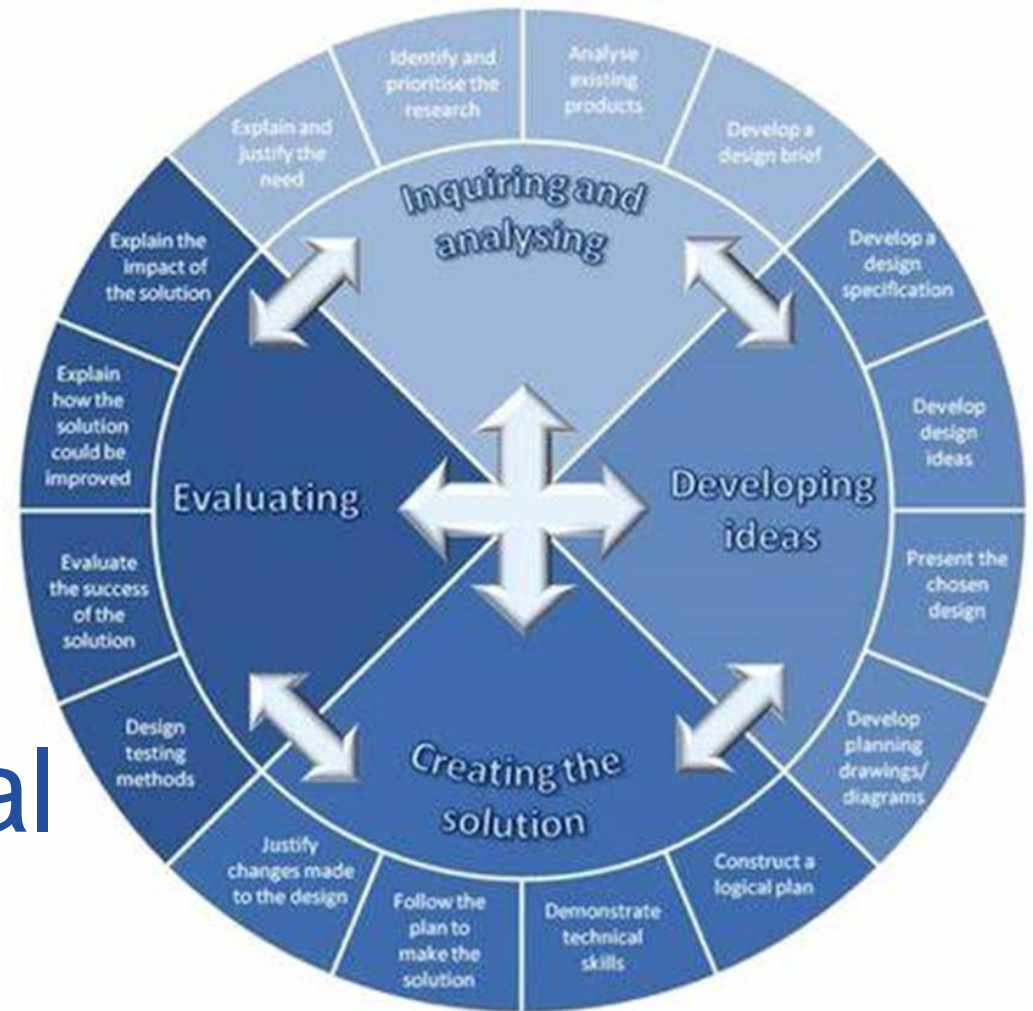 Identify and
prioritise the
research
Analyse
existing
products
Explain and
justify the
need
Develop a
design brief
Inquiring and
analysing
Explain the
impact of
the solution
Develop a
design
specification
Explain
how the
solution
could be
improved
Develop
design
ideas
Evaluating
Developing
ideas
Evaluate
the success
of the
solution
Present the
chosen
design
Design
testing
methods
Develop
planning
drawings/
diagrams
al
Creating the
solution
Justify
changes made
to the design
Follow the
plan to
make the
solution
Demonstrate
technical
skills
Construct a
logical plan